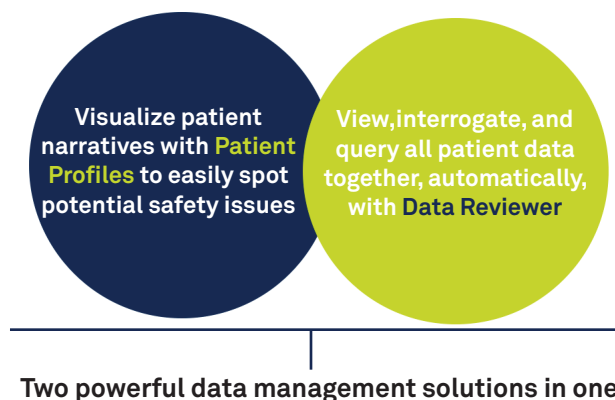 Visualize patient
narratives with Patient
Profiles to easily spot
potential safety issues
View,interrogate, and
query all patient data
together, automatically,
with Data Reviewer
Two powerful data management solutions in one